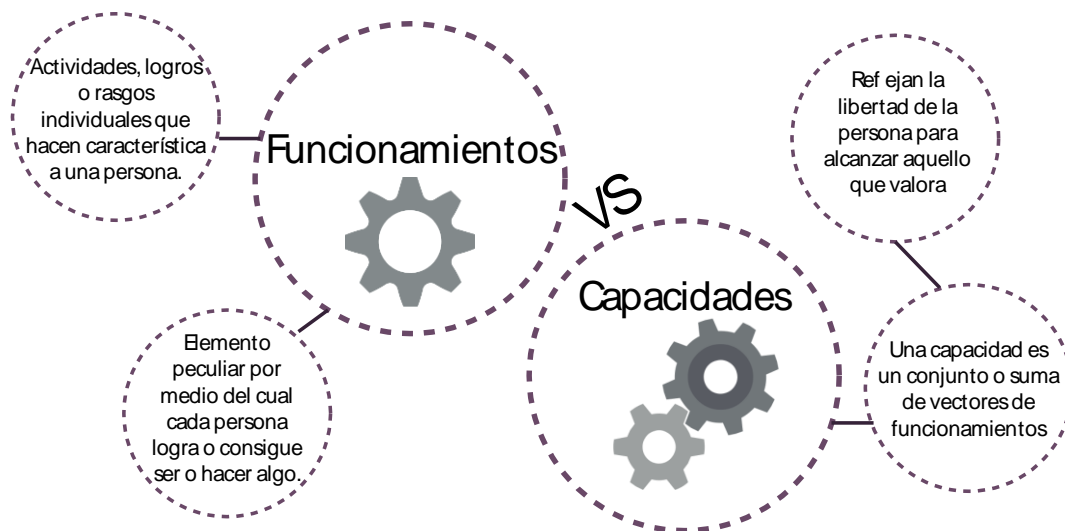 Actividades, logros
o rasgos
individuales que
hacen característica
a una persona.
Funcionamientos
Elemento
peculiar por
medio del cual
cada persona
logra o consigue
ser o hacer algo.
VS
Capacidades
Ref ejan la
libertad de la
persona para
alcanzar aquello
que valora
Una capacidad es
un conjunto o suma
de vectores de
funcionamientos